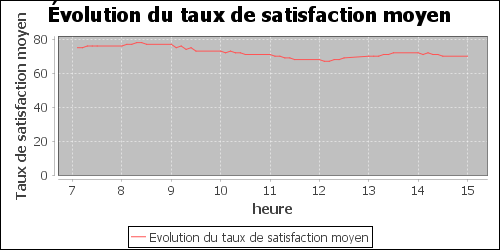 Évolution du taux de satisfaction moyen
Taux de satisfaction moyen
80
60
40
20
0
7 8 9 10 11 12 13 14 15
heure
Evolution du taux de satisfaction moyen